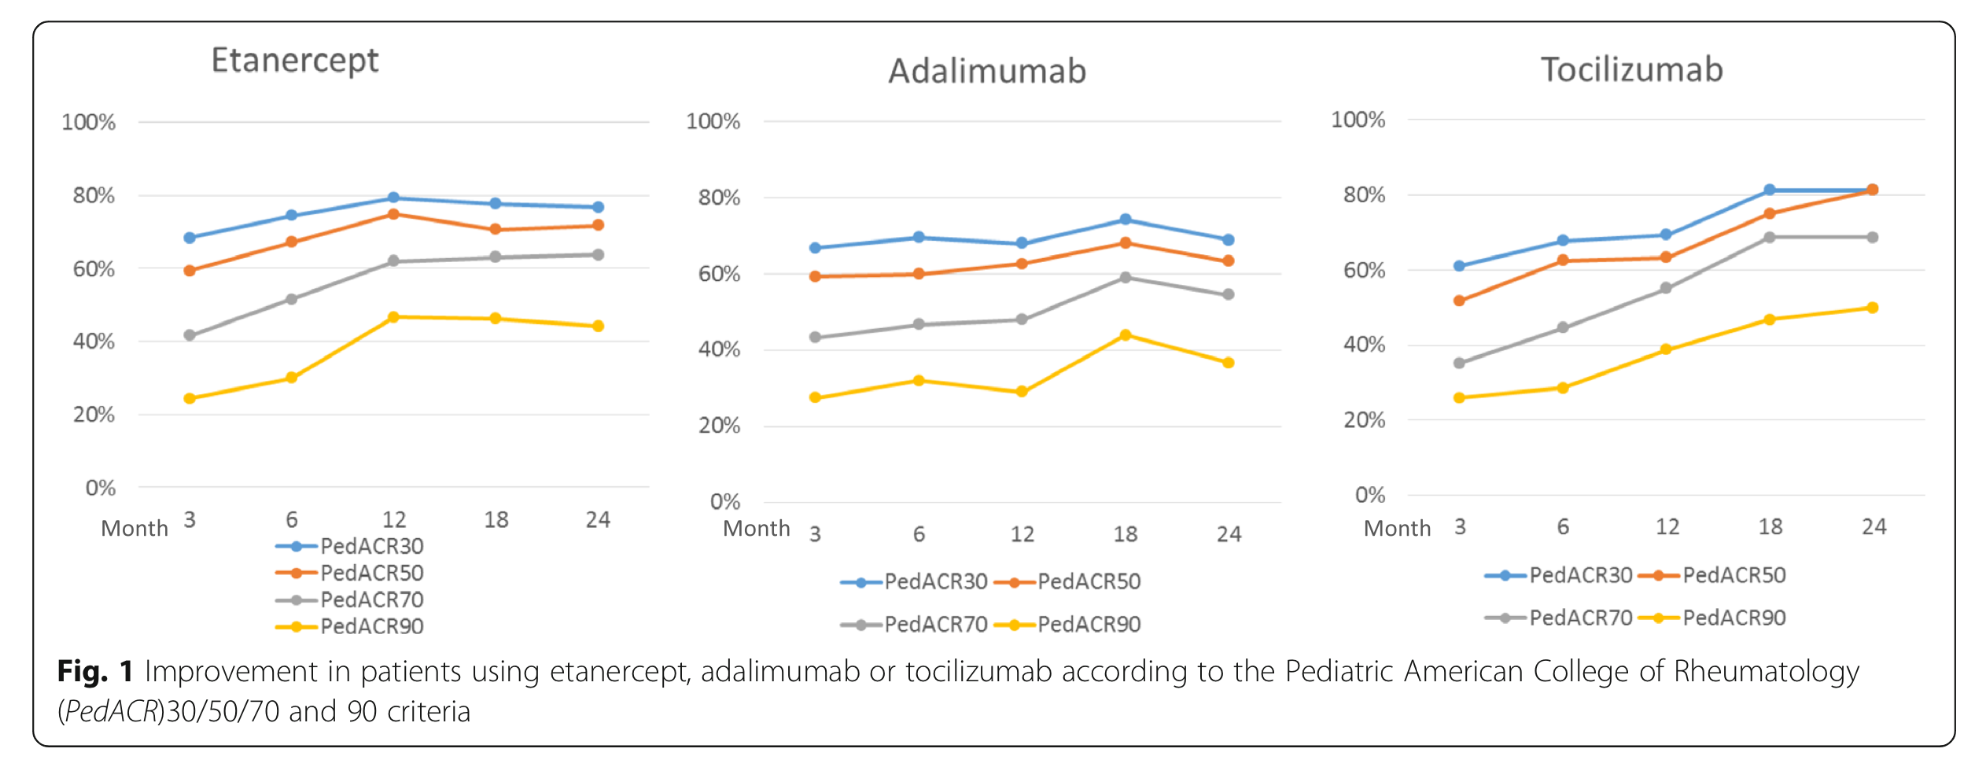 Etanercept
100%
80%
60%
40%
20%
0%
Month 3 6 12 18 24
PedACR30
PedACR50
PedACR70
PedACR90
Adalimumab
100%
80%
60%
40%
20%
0%
Month 3 6 12 18 24
PedACR30 PedACR50
PedACR70 PedACR90
Tocilizumab
100%
80%
60%
40%
20%
0%
Month 3 6 12 18 24
PedACR30 PedACR50
PedACR70 PedACR90
Fig. 1 Improvement in patients using etanercept, adalimumab or tocilizumab according to the Pediatric American College of Rheumatology
(PedACR)30/50/70 and 90 criteria